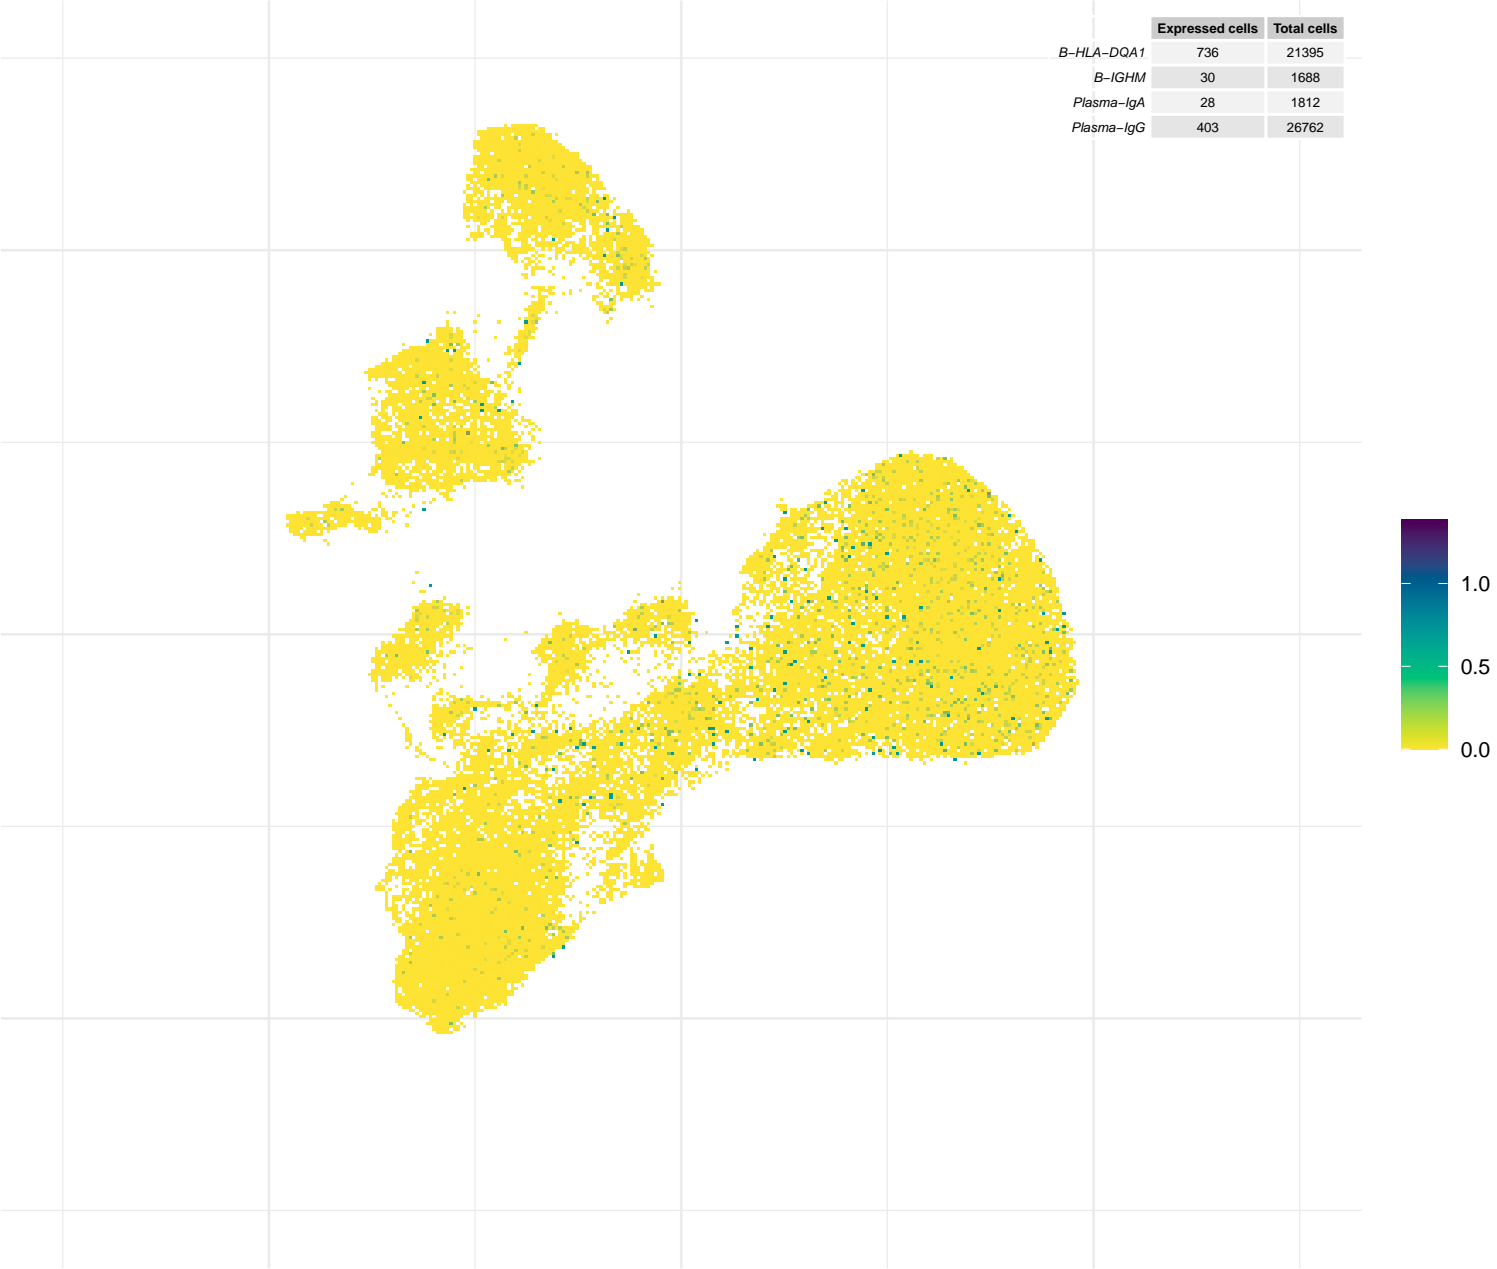 Expressed cells Total cells
B−HLA−DQA1 736 21395
B−IGHM 30 1688
Plasma−IgA 28 1812
Plasma−IgG 403 26762
1.0
0.5
0.0